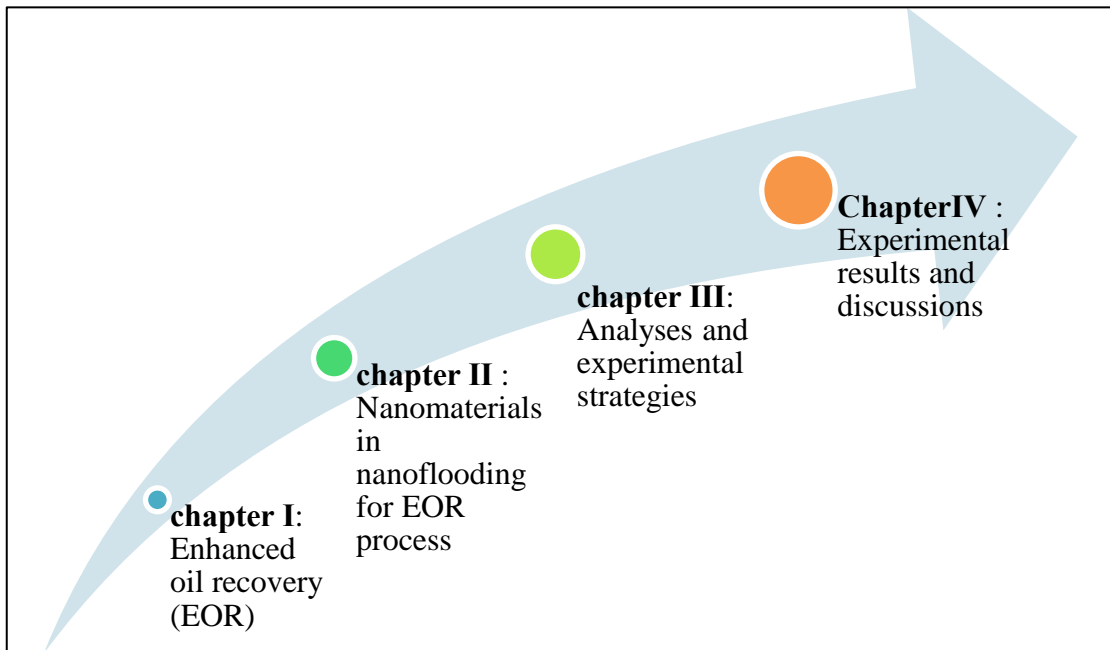 chapter I:
Enhanced
oil recovery
(EOR)
chapter II :
Nanomaterials
in
nanoflooding
for EOR
process
chapter III:
Analyses and
experimental
strategies
ChapterIV :
Experimental
results and
discussions